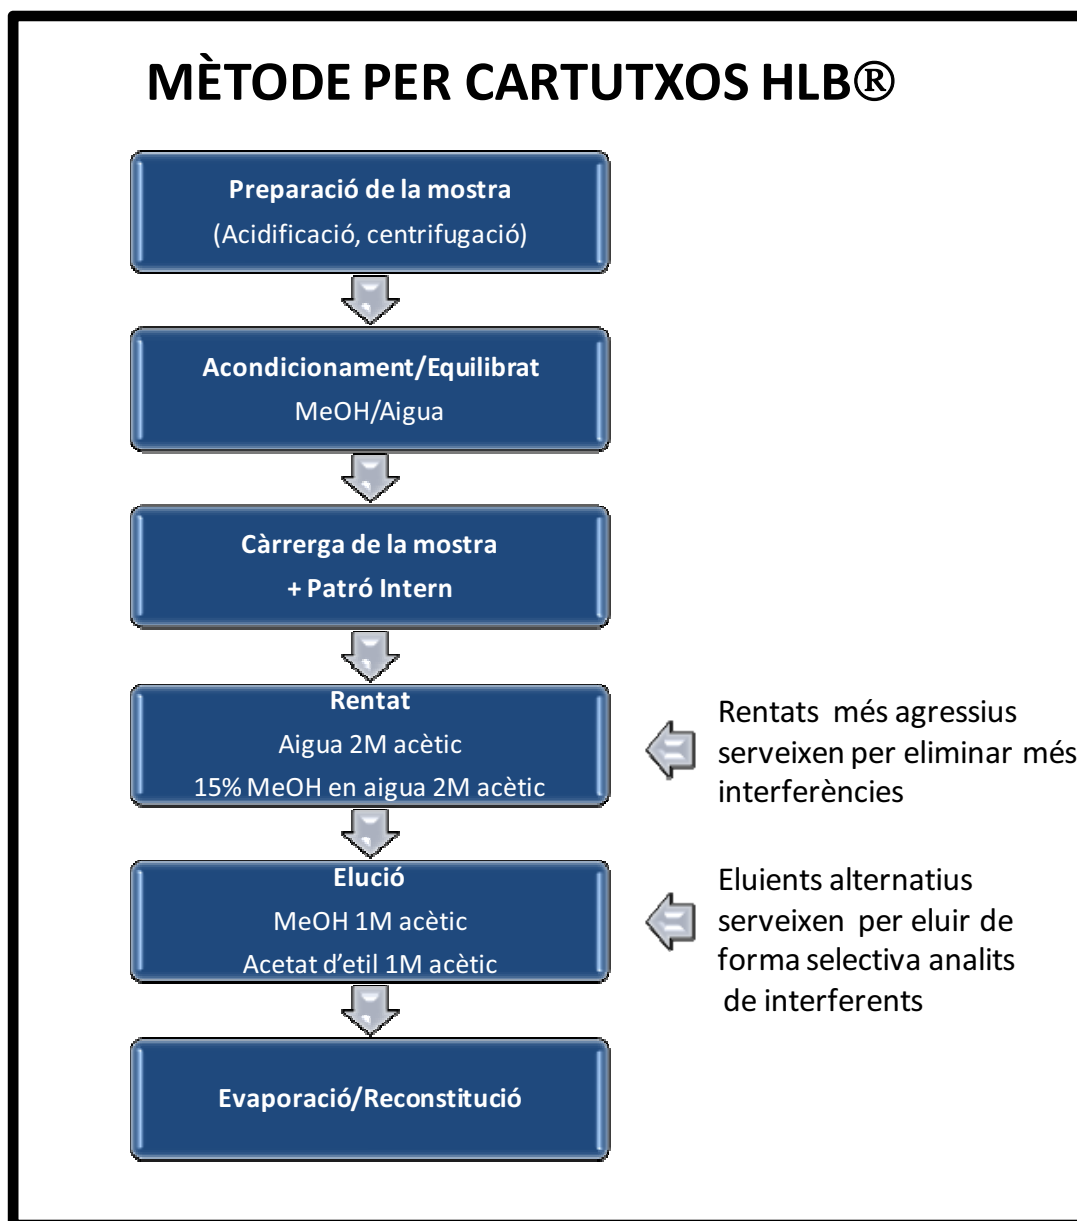 MÈTODE PER CARTUTXOS HLB®
Preparació de la mostra
(Acidificació, centrifugació)
Acondicionament/Equilibrat
MeOH/Aigua
Càrrerga de la mostra
+ Patró Intern
Rentat
Aigua 2M acètic
15% MeOH en aigua 2M acètic
Rentats més agressius
serveixen per eliminar més
interferències
Elució
MeOH 1M acètic
Acetat d’etil 1M acètic
Eluients alternatius
serveixen per eluir de
forma selectiva analits
de interferents
Evaporació/Reconstitució